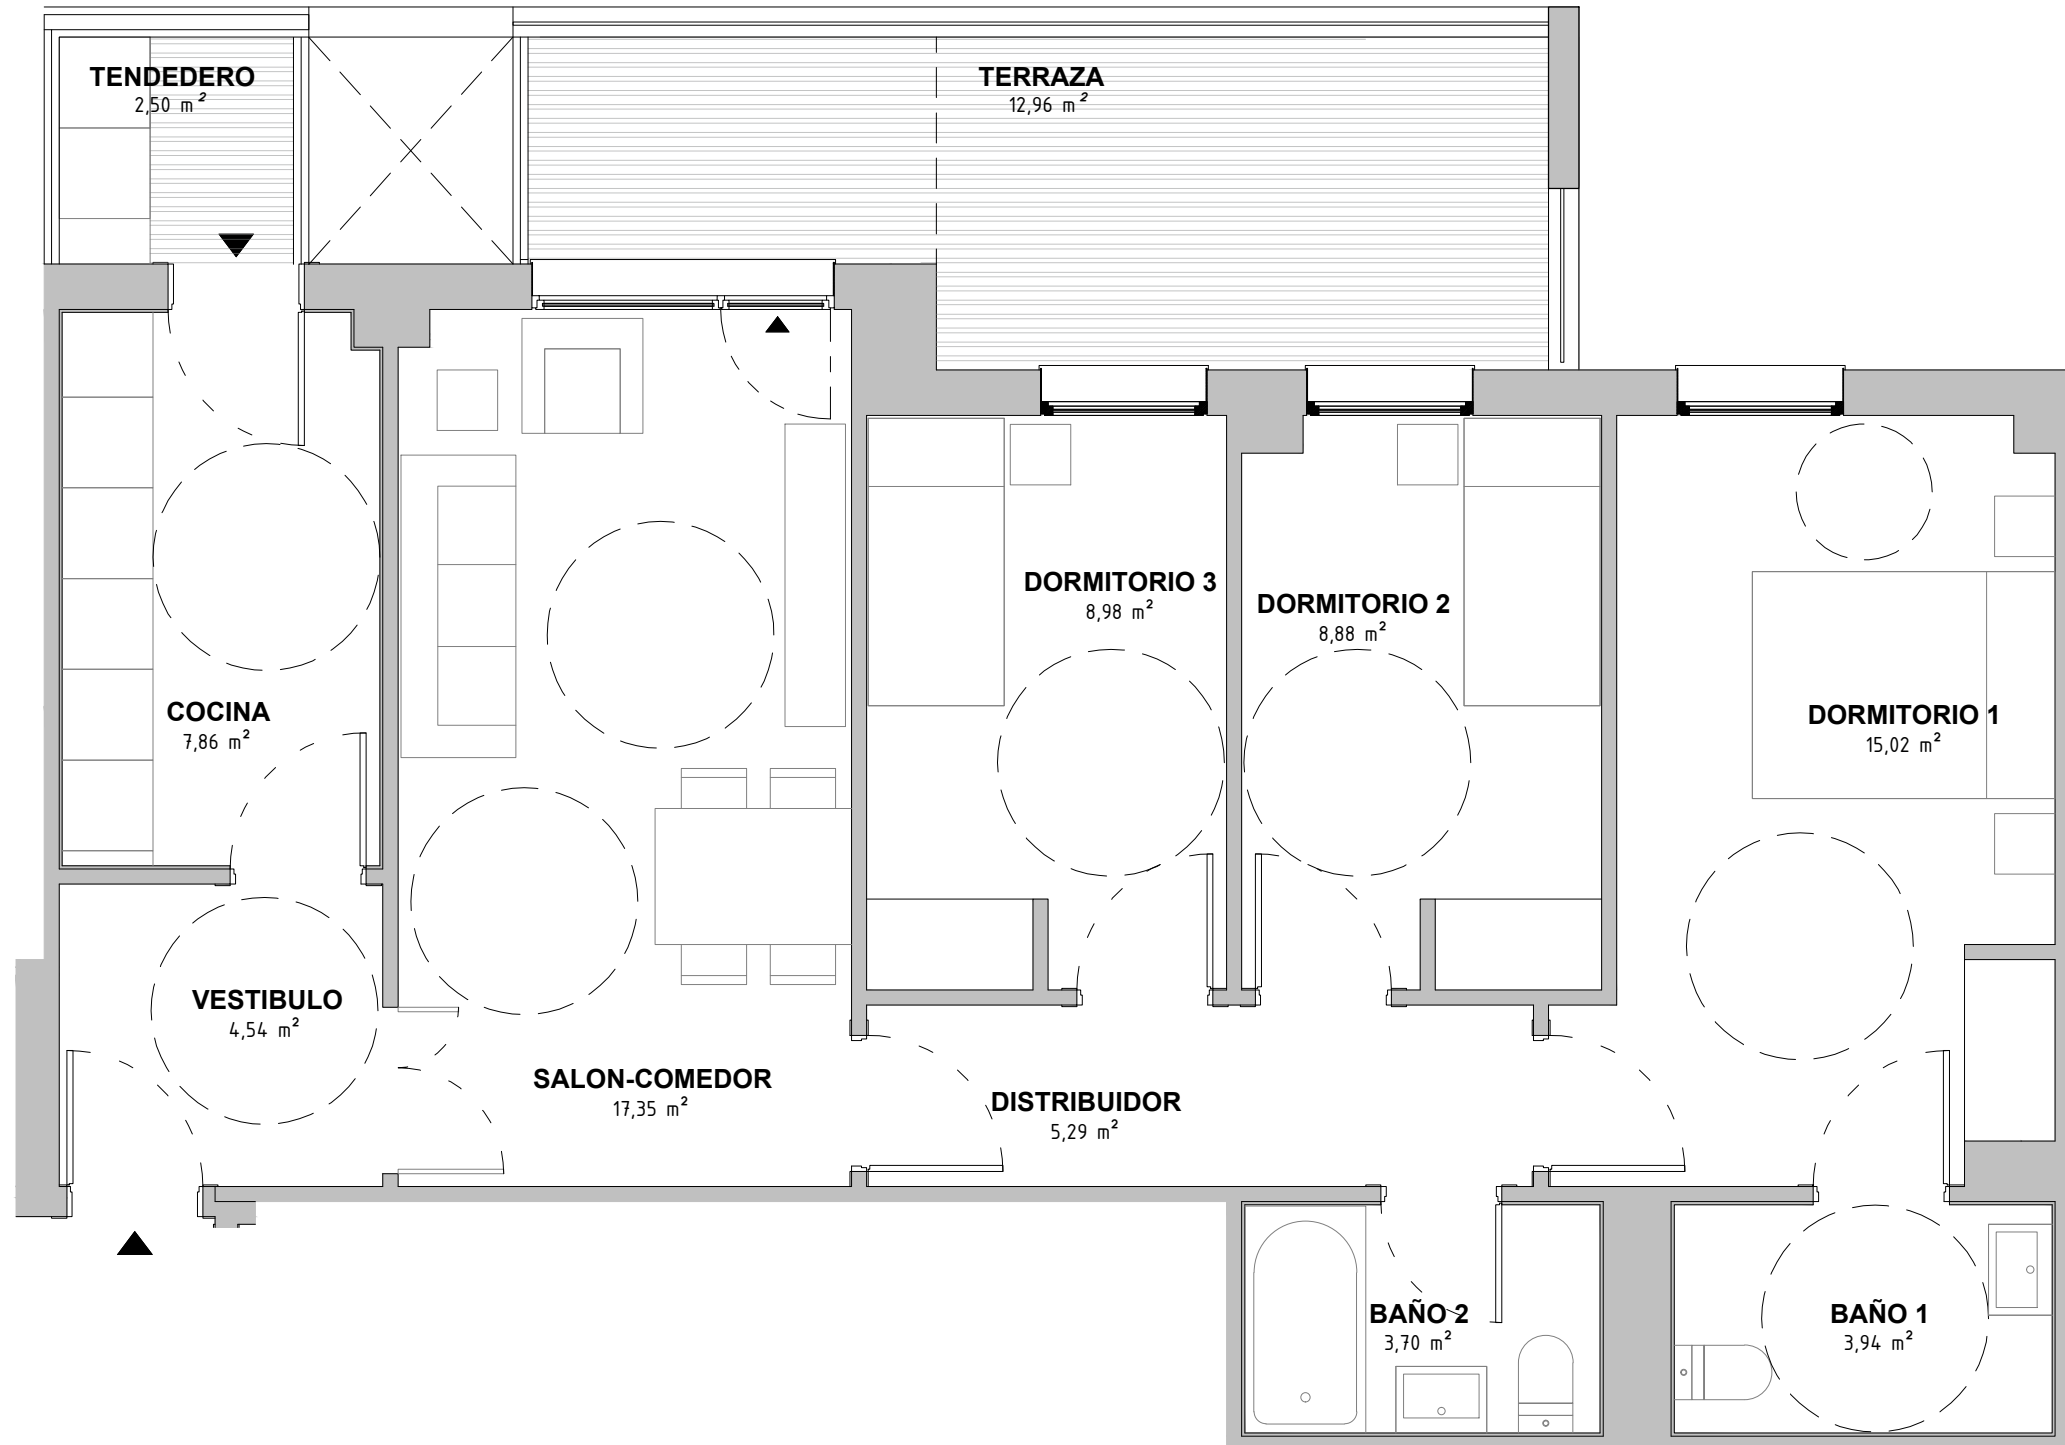 TENDEDERO
2,50 m²
TERRAZA
12,96 m²
DORMITORIO 3
8,98 m²
DORMITORIO 2
8,88 m²
COCINA
7,86 m²
DORMITORIO 1
15,02 m²
VESTIBULO
4,54 m²
SALON-COMEDOR
17,35 m²
DISTRIBUIDOR
5,29 m²
BAÑO 2
3,70 m²
BAÑO 1
3,94 m²